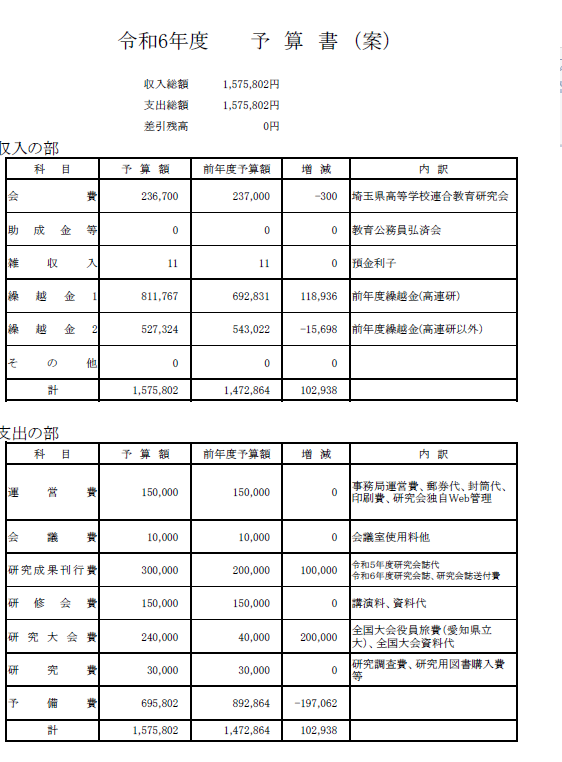 令和6年度　　予 算 書 （案）
収入総額　1,575,802円
支出総額　1,575,802円
差引残高　0円
収入の部
科 目　予 算 額　前年度予算額　増 減　内 訳
会 費　236,700　237,000　-300　埼玉県高等学校連合教育研究会
助 成 金 等　0　0　0　教育公務員弘済会
雑 収 入　11　11　0　預金利子
繰 越 金 1　811,767　692,831　118,936　前年度繰越金(高連研)
繰 越 金 2　527,324　543,022　-15,698　前年度繰越金(高連研以外)
そ の 他　0　0　0
計　1,575,802　1,472,864　102,938
支出の部
科 目　予 算 額　前年度予算額　増 減　内 訳
運 営 費　150,000　150,000　0　事務局運営費、郵券代、封筒代、
印刷費、研究会独自Web管理
会 議 費　10,000　10,000　0　会議室使用料他
研究成果刊行費　300,000　200,000　100,000　令和5年度研究会誌代
令和6年度研究会誌、研究会誌送付費
研 修 会 費　150,000　150,000　0　講演料、資料代
研 究 大 会 費　240,000　40,000　200,000　全国大会役員旅費(愛知県立
大)、全国大会資料代
研 究 費　30,000　30,000　0　研究調査費、研究用図書購入費
等
予 備 費　695,802　892,864　-197,062
計　1,575,802　1,472,864　102,938